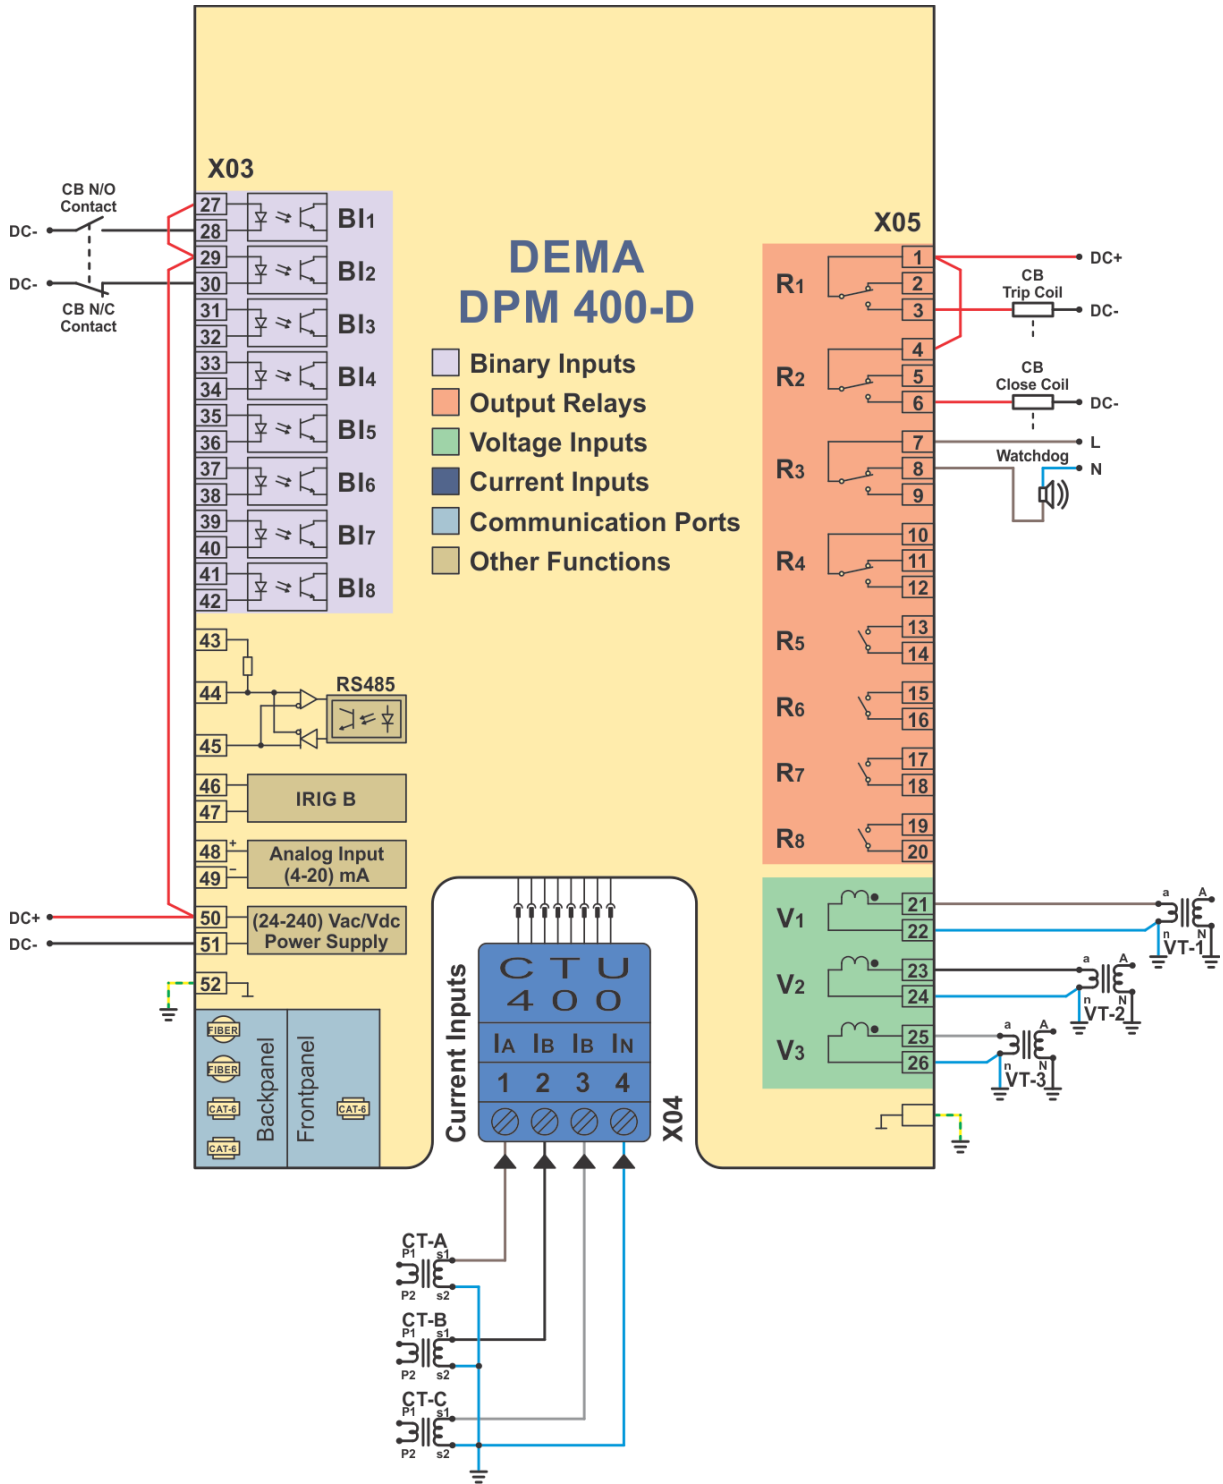 X03
CB N/O
Contact
DC-
DC-
CB N/C
Contact
27
28
BI1
29
30
BI2
31
32
BI3
33
34
BI4
35
36
BI5
37
38
BI6
39
40
BI7
41
42
BI8
43
44
45
RS485
46
47
IRIG B
48
+
49
−
Analog Input
(4-20) mA
DC+
DC-
50
51
(24-240) Vac/Vdc
Power Supply
52
FIBER
FIBER
CAT-6
CAT-6
Backpanel
Frontpanel
CAT-6
DEMA
DPM 400-D
Binary Inputs
Output Relays
Voltage Inputs
Current Inputs
Communication Ports
Other Functions
X05
R1
1
2
3
DC+
CB
Trip Coil
DC-
R2
4
5
6
CB
Close Coil
DC-
R3
7
8
9
L
Watchdog
N
R4
10
11
12
R5
13
14
R6
15
16
R7
17
18
R8
19
20
V1
21
22
a
A
n
N
VT-1
V2
23
24
a
A
n
N
VT-2
V3
25
26
a
A
n
N
VT-3
Current Inputs
C T U
4 0 0
IA IB IB IN
1 2 3 4
X04
CT-A
P1 s1
P2 s2
CT-B
P1 s1
P2 s2
CT-C
P1 s1
P2 s2